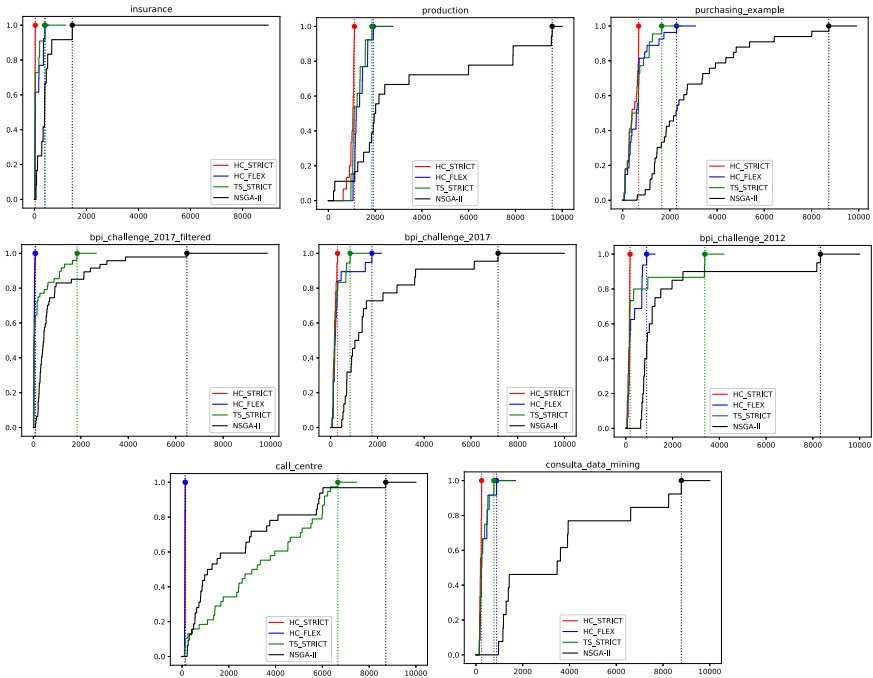 insurance
1.0
0.8
0.6
0.4
0.2
0.0
0 2000 4000 6000 8000
HC_STRICT
HC_FLEX
TS_STRICT
NSGA-II
production
1.0
0.8
0.6
0.4
0.2
0.0
0 2000 4000 6000 8000 10000
HC_STRICT
HC_FLEX
TS_STRICT
NSGA-II
purchasing_example
1.0
0.8
0.6
0.4
0.2
0.0
0 2000 4000 6000 8000 10000
HC_STRICT
HC_FLEX
TS_STRICT
NSGA-II
bpi_challenge_2017_filtered
1.0
0.8
0.6
0.4
0.2
0.0
0 2000 4000 6000 8000 10000
HC_STRICT
HC_FLEX
TS_STRICT
NSGA-II
bpi_challenge_2017
1.0
0.8
0.6
0.4
0.2
0.0
0 2000 4000 6000 8000 10000
HC_STRICT
HC_FLEX
TS_STRICT
NSGA-II
bpi_challenge_2012
1.0
0.8
0.6
0.4
0.2
0.0
0 2000 4000 6000 8000 10000
HC_STRICT
HC_FLEX
TS_STRICT
NSGA-II
call_centre
1.0
0.8
0.6
0.4
0.2
0.0
0 2000 4000 6000 8000 10000
HC_STRICT
HC_FLEX
TS_STRICT
NSGA-II
consulta_data_mining
1.0
0.8
0.6
0.4
0.2
0.0
0 2000 4000 6000 8000 10000
HC_STRICT
HC_FLEX
TS_STRICT
NSGA-II